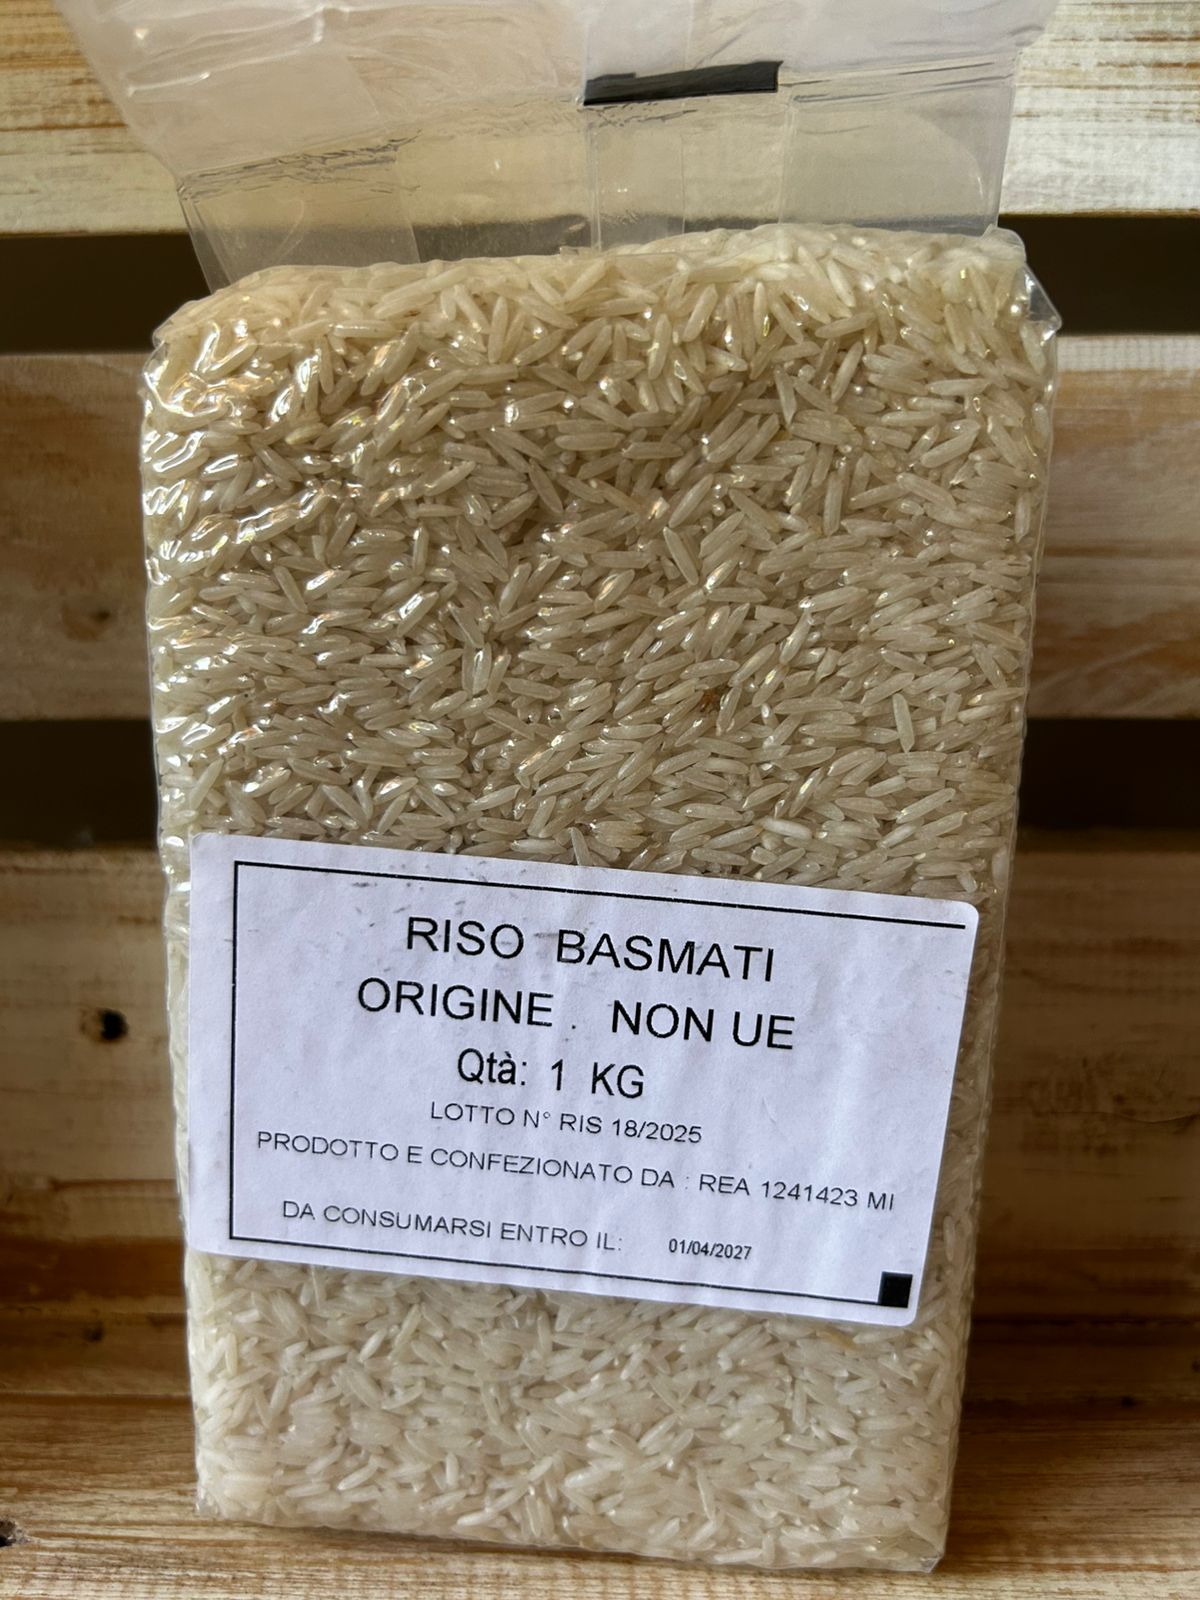 RISO BASMATI
ORIGINE . NON UE
Qtà: 1 KG
LOTTO N° RIS 18/2025
PRODOTTO E CONFEZIONATO DA : REA 1241423 MI
DA CONSUMARSI ENTRO IL: 01/04/2027